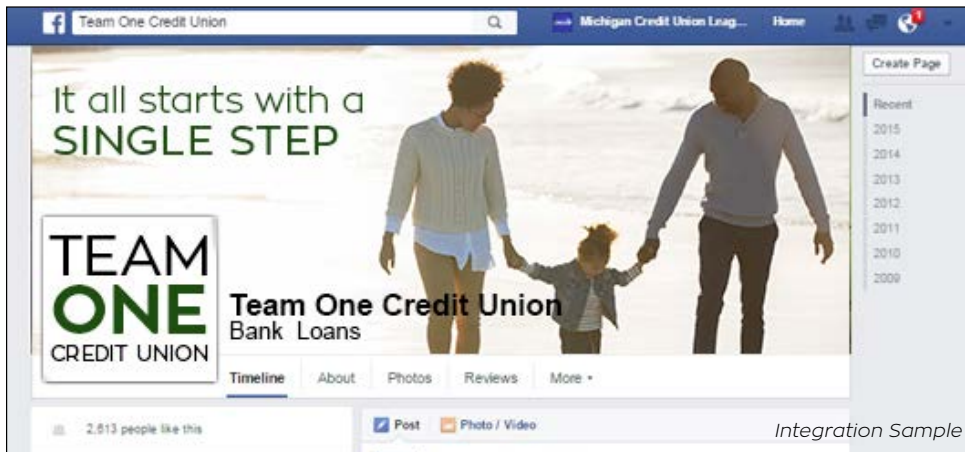 Team One Credit Union
Michigan Credit Union Leag...
Home
1
Create Page
Recent
2015
2014
2013
2012
2011
2010
2009
It all starts with a
SINGLE STEP
TEAM
ONE
CREDIT UNION
Team One Credit Union
Bank Loans
Timeline About Photos Reviews More
2,613 people like this
Post Photo / Video
Integration Sample